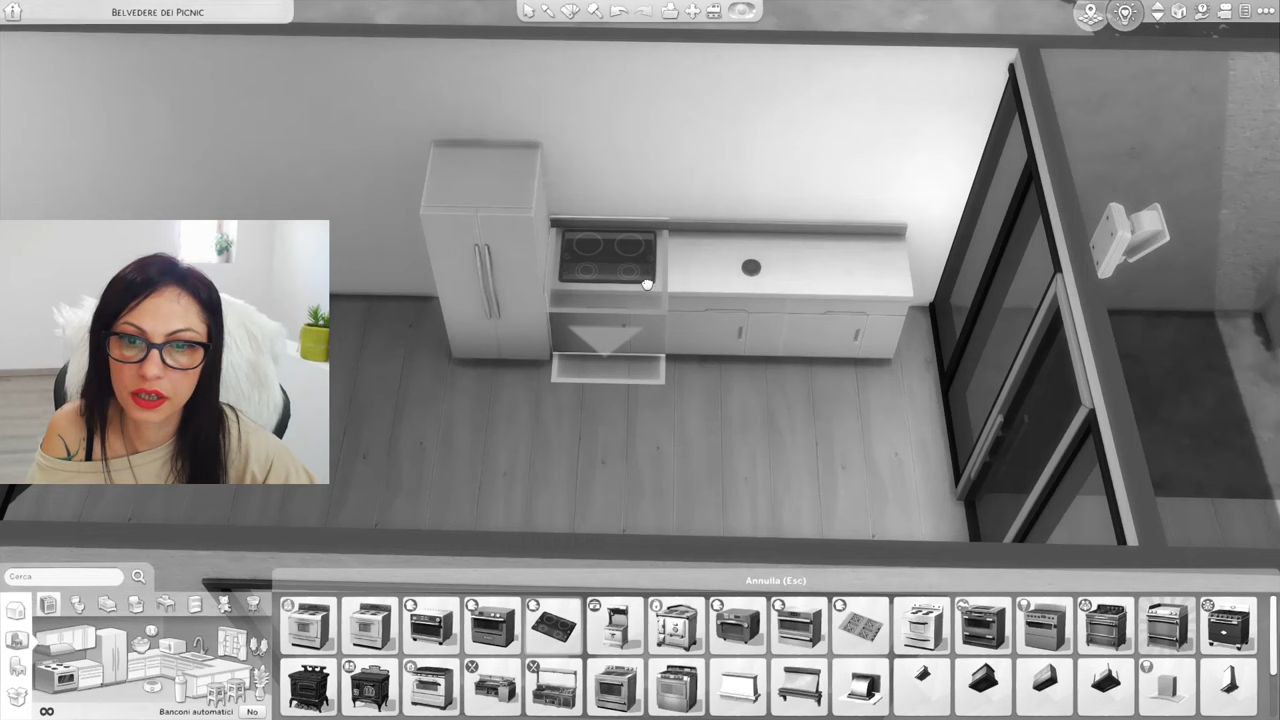 Belvedere dei Picnic
Annulla (Esc)
Cerca
Banconi automatici No